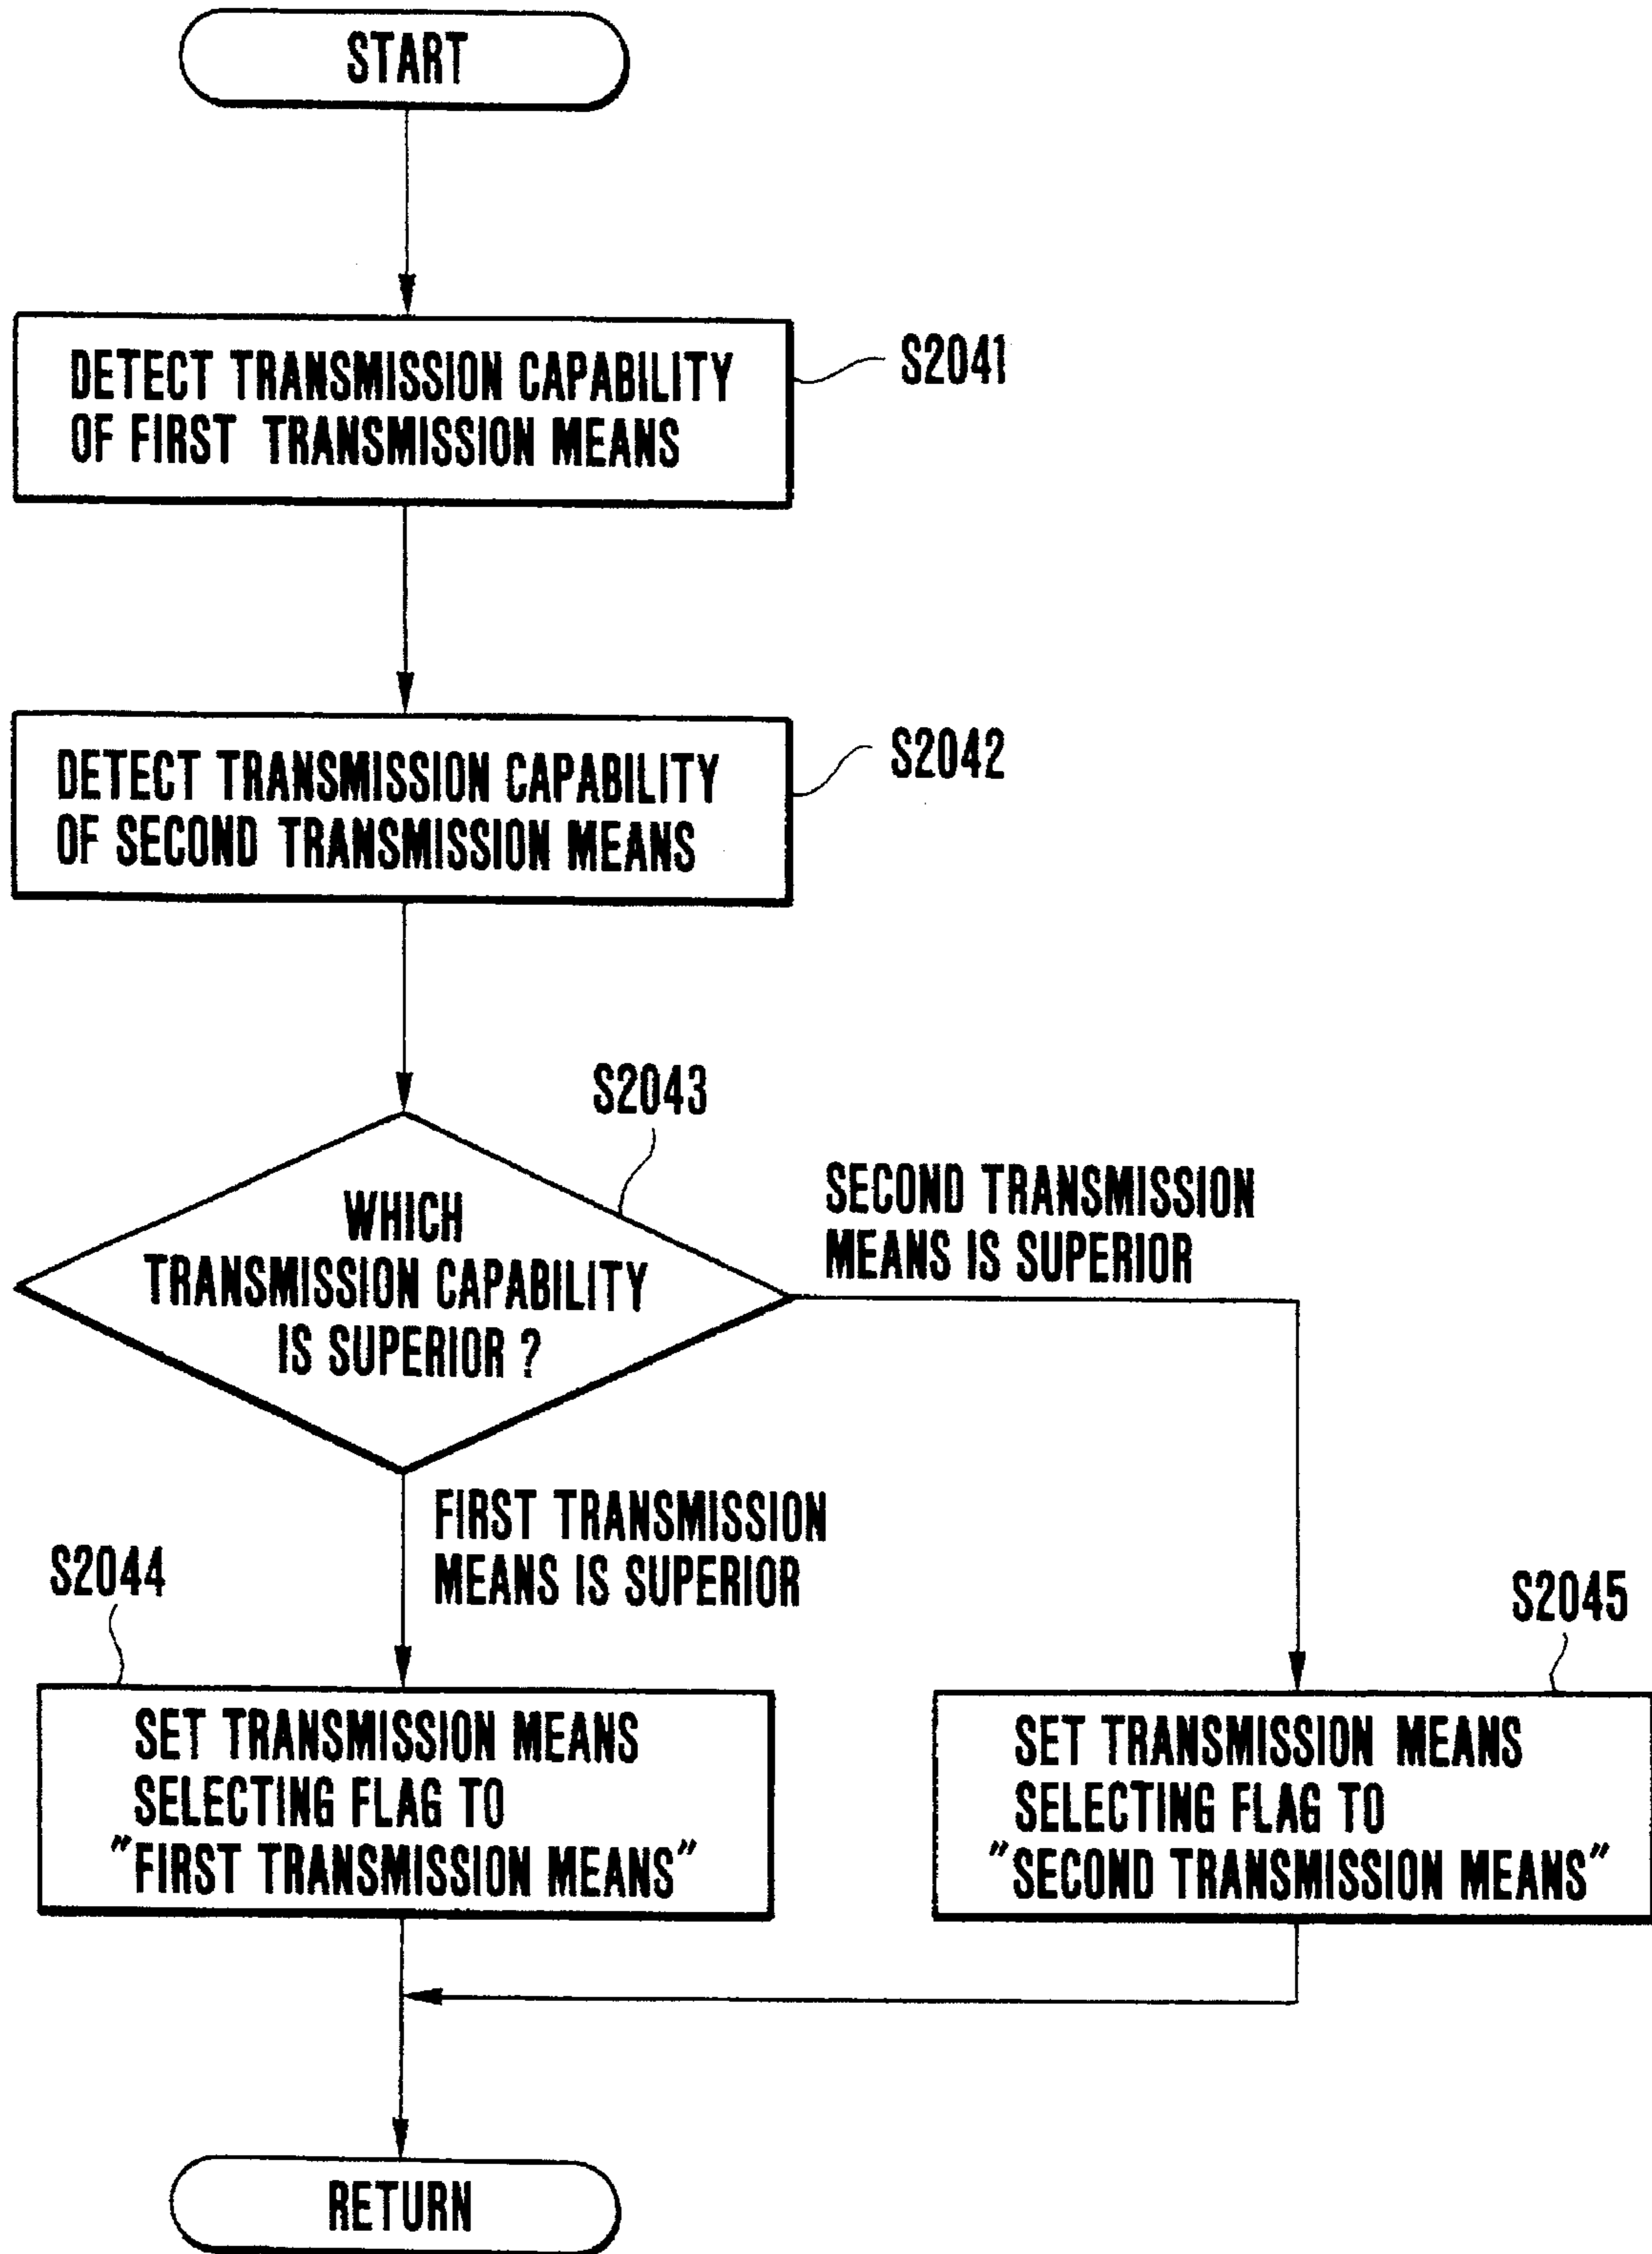 START
DETECT TRANSMISSION CAPABILITY
OF FIRST TRANSMISSION MEANS
S2041
DETECT TRANSMISSION CAPABILITY
OF SECOND TRANSMISSION MEANS
S2042
S2043
WHICH
TRANSMISSION CAPABILITY
IS SUPERIOR ?
SECOND TRANSMISSION
MEANS IS SUPERIOR
FIRST TRANSMISSION
MEANS IS SUPERIOR
S2044
SET TRANSMISSION MEANS
SELECTING FLAG TO
"FIRST TRANSMISSION MEANS"
S2045
SET TRANSMISSION MEANS
SELECTING FLAG TO
"SECOND TRANSMISSION MEANS"
RETURN